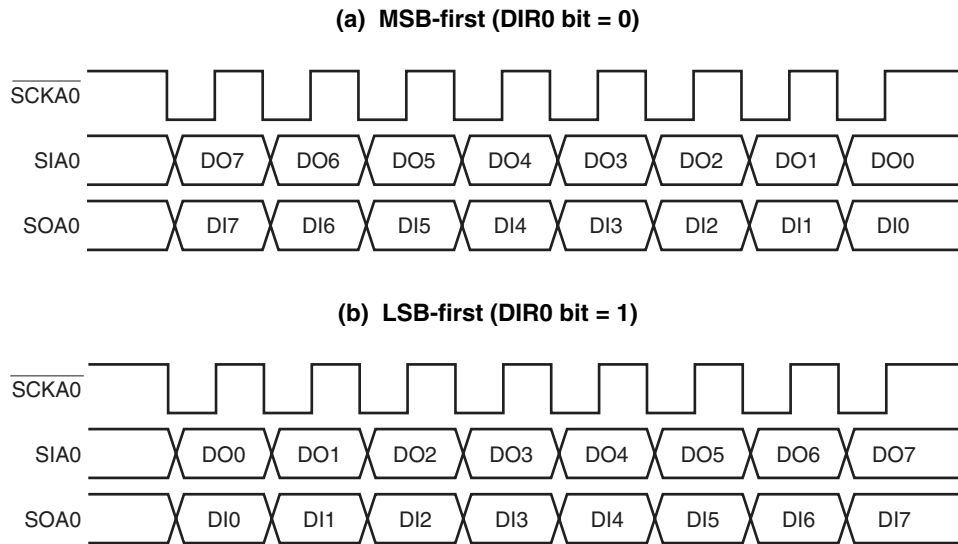 (a) MSB-first (DIR0 bit = 0)
SCKA0
SIA0 DO7 DO6 DO5 DO4 DO3 DO2 DO1 DO0
SOA0 DI7 DI6 DI5 DI4 DI3 DI2 DI1 DI0
(b) LSB-first (DIR0 bit = 1)
SCKA0
SIA0 DO0 DO1 DO2 DO3 DO4 DO5 DO6 DO7
SOA0 DI0 DI1 DI2 DI3 DI4 DI5 DI6 DI7